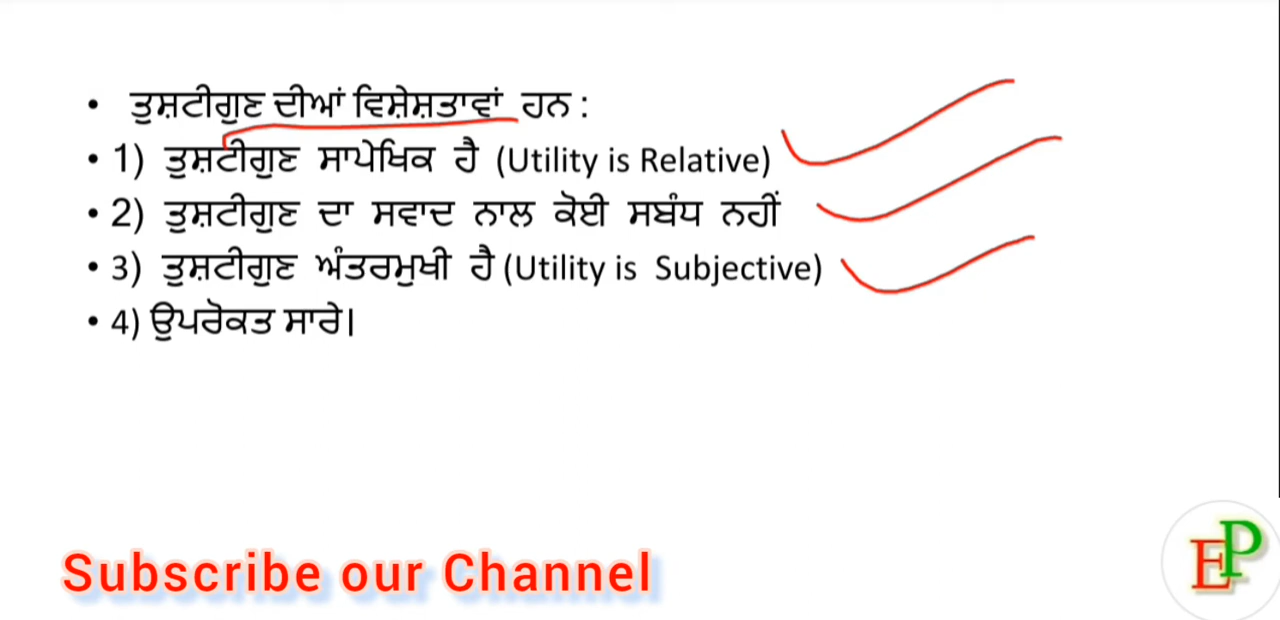 • ਤੁਸ਼ਟੀਗੁਣ ਦੀਆਂ ਵਿਸ਼ੇਸ਼ਤਾਵਾਂ ਹਨ :
• 1) ਤੁਸ਼ਟੀਗੁਣ ਸਾਪੇਖਿਕ ਹੈ (Utility is Relative)
• 2) ਤੁਸ਼ਟੀਗੁਣ ਦਾ ਸਵਾਦ ਨਾਲ ਕੋਈ ਸਬੰਧ ਨਹੀਂ
• 3) ਤੁਸ਼ਟੀਗੁਣ ਅੰਤਰਮੁਖੀ ਹੈ (Utility is Subjective)
• 4) ਉਪਰੋਕਤ ਸਾਰੇ।
Subscribe our Channel
EP